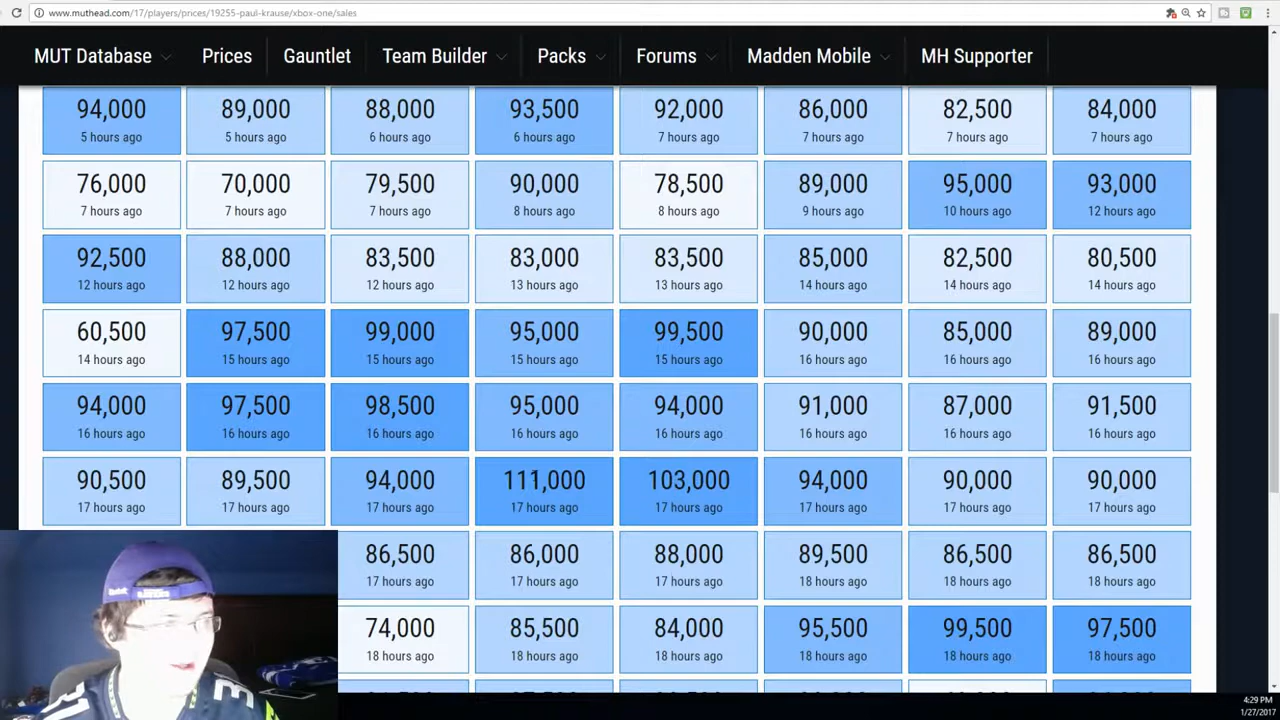 www.muthead.com/17/players/prices/19255-paul-krause/xbox-one/sales
MUT Database Prices Gauntlet Team Builder Packs Forums Madden Mobile MH Supporter
94,000 89,000 88,000 93,500 92,000 86,000 82,500 84,000
5 hours ago 5 hours ago 6 hours ago 6 hours ago 7 hours ago 7 hours ago 7 hours ago 7 hours ago
76,000 70,000 79,500 90,000 78,500 89,000 95,000 93,000
7 hours ago 7 hours ago 7 hours ago 8 hours ago 8 hours ago 9 hours ago 10 hours ago 12 hours ago
92,500 88,000 83,500 83,000 83,500 85,000 82,500 80,500
12 hours ago 12 hours ago 12 hours ago 13 hours ago 13 hours ago 14 hours ago 14 hours ago 14 hours ago
60,500 97,500 99,000 95,000 99,500 90,000 85,000 89,000
14 hours ago 15 hours ago 15 hours ago 15 hours ago 15 hours ago 16 hours ago 16 hours ago 16 hours ago
94,000 97,500 98,500 95,000 94,000 91,000 87,000 91,500
16 hours ago 16 hours ago 16 hours ago 16 hours ago 16 hours ago 16 hours ago 16 hours ago 16 hours ago
90,500 89,500 94,000 111,000 103,000 94,000 90,000 90,000
17 hours ago 17 hours ago 17 hours ago 17 hours ago 17 hours ago 17 hours ago 17 hours ago 17 hours ago
86,500 86,000 88,000 89,500 86,500 86,500
17 hours ago 17 hours ago 17 hours ago 18 hours ago 18 hours ago 18 hours ago
74,000 85,500 84,000 95,500 99,500 97,500
18 hours ago 18 hours ago 18 hours ago 18 hours ago 18 hours ago 18 hours ago
4:29 PM
1/27/2017